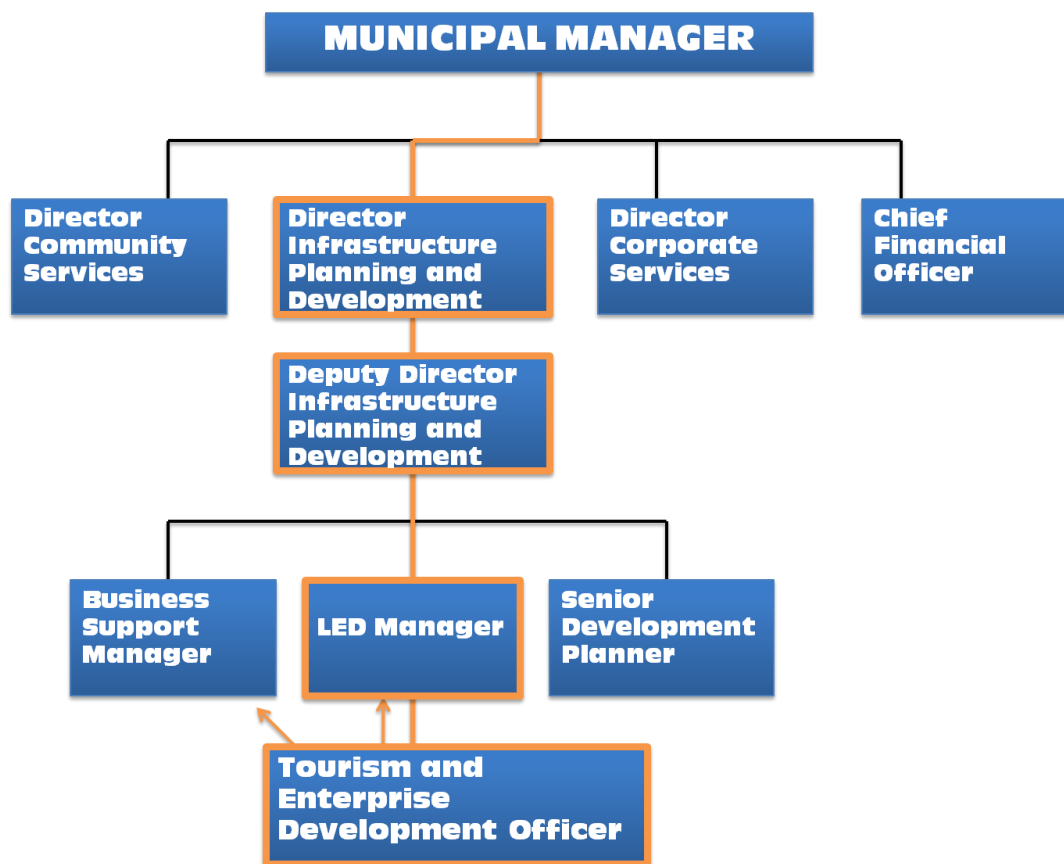 MUNICIPAL MANAGER
Director
Community
Services
Director
Infrastructure
Planning and
Development
Director
Corporate
Services
Chief
Financial
Officer
Deputy Director
Infrastructure
Planning and
Development
Business
Support
Manager
LED Manager
Senior
Development
Planner
Tourism and
Enterprise
Development Officer